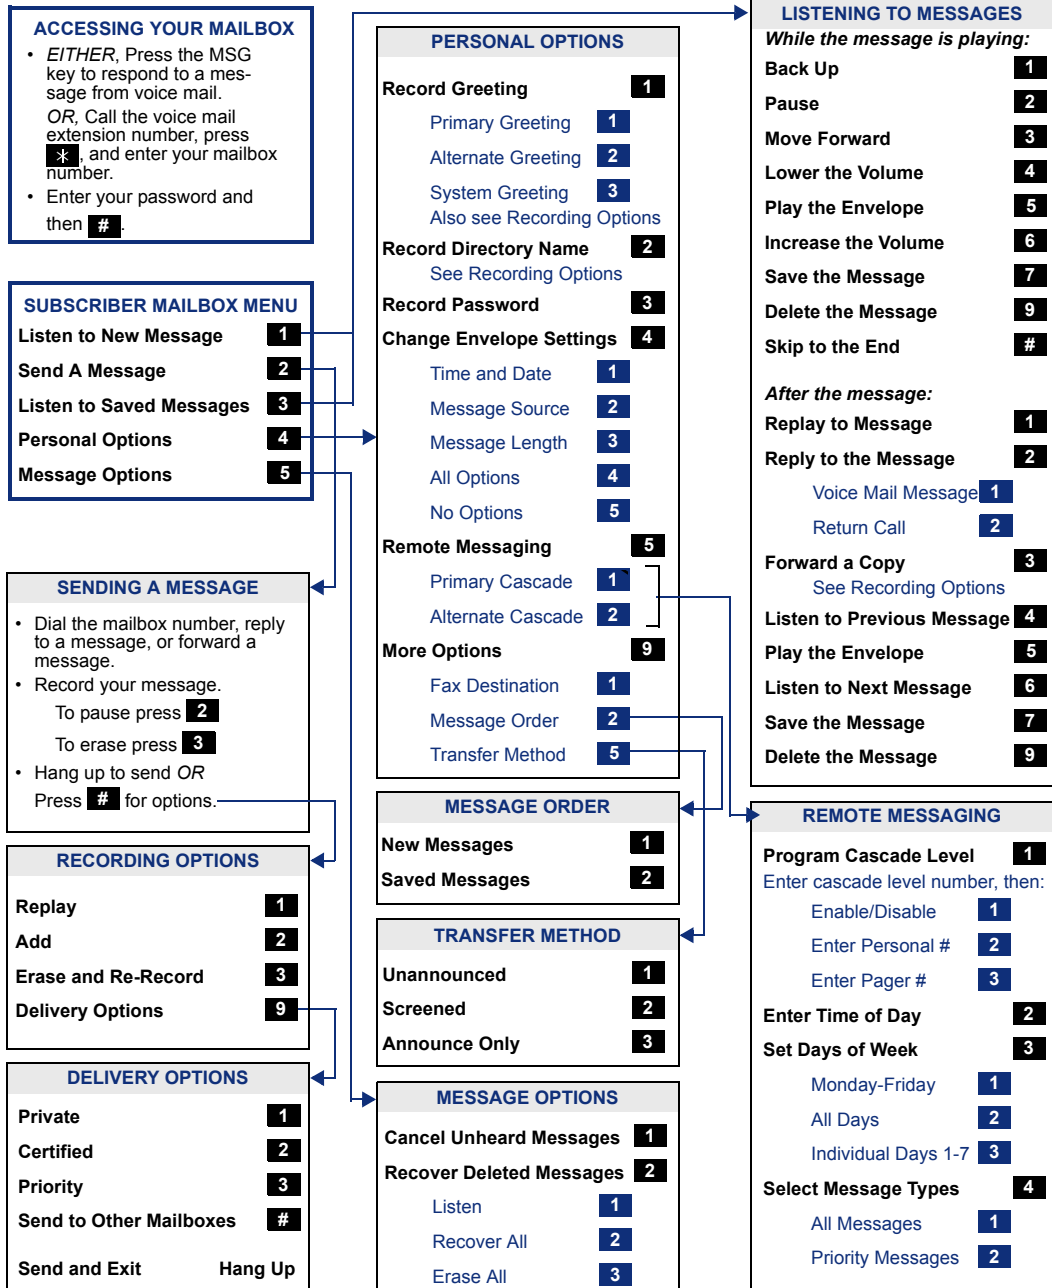 ACCESSING YOUR MAILBOX
• EITHER, Press the MSG
key to respond to a mes-
sage from voice mail.
OR, Call the voice mail
extension number, press
* , and enter your mailbox
number.
• Enter your password and
then # .
SUBSCRIBER MAILBOX MENU
Listen to New Message 1
Send A Message 2
Listen to Saved Messages 3
Personal Options 4
Message Options 5
SENDING A MESSAGE
• Dial the mailbox number, reply
to a message, or forward a
message.
• Record your message.
To pause press 2
To erase press 3
• Hang up to send OR
Press # for options.
RECORDING OPTIONS
Replay 1
Add 2
Erase and Re-Record 3
Delivery Options 9
DELIVERY OPTIONS
Private 1
Certified 2
Priority 3
Send to Other Mailboxes #
Send and Exit Hang Up
PERSONAL OPTIONS
Record Greeting 1
Primary Greeting 1
Alternate Greeting 2
System Greeting 3
Also see Recording Options
Record Directory Name 2
See Recording Options
Record Password 3
Change Envelope Settings 4
Time and Date 1
Message Source 2
Message Length 3
All Options 4
No Options 5
Remote Messaging 5
Primary Cascade 1
Alternate Cascade 2
More Options 9
Fax Destination 1
Message Order 2
Transfer Method 5
MESSAGE ORDER
New Messages 1
Saved Messages 2
TRANSFER METHOD
Unannounced 1
Screened 2
Announce Only 3
MESSAGE OPTIONS
Cancel Unheard Messages 1
Recover Deleted Messages 2
Listen 1
Recover All 2
Erase All 3
LISTENING TO MESSAGES
While the message is playing:
Back Up 1
Pause 2
Move Forward 3
Lower the Volume 4
Play the Envelope 5
Increase the Volume 6
Save the Message 7
Delete the Message 9
Skip to the End #
After the message:
Replay to Message 1
Reply to the Message 2
Voice Mail Message 1
Return Call 2
Forward a Copy 3
See Recording Options
Listen to Previous Message 4
Play the Envelope 5
Listen to Next Message 6
Save the Message 7
Delete the Message 9
REMOTE MESSAGING
Program Cascade Level 1
Enter cascade level number, then:
Enable/Disable 1
Enter Personal # 2
Enter Pager # 3
Enter Time of Day 2
Set Days of Week 3
Monday-Friday 1
All Days 2
Individual Days 1-7 3
Select Message Types 4
All Messages 1
Priority Messages 2